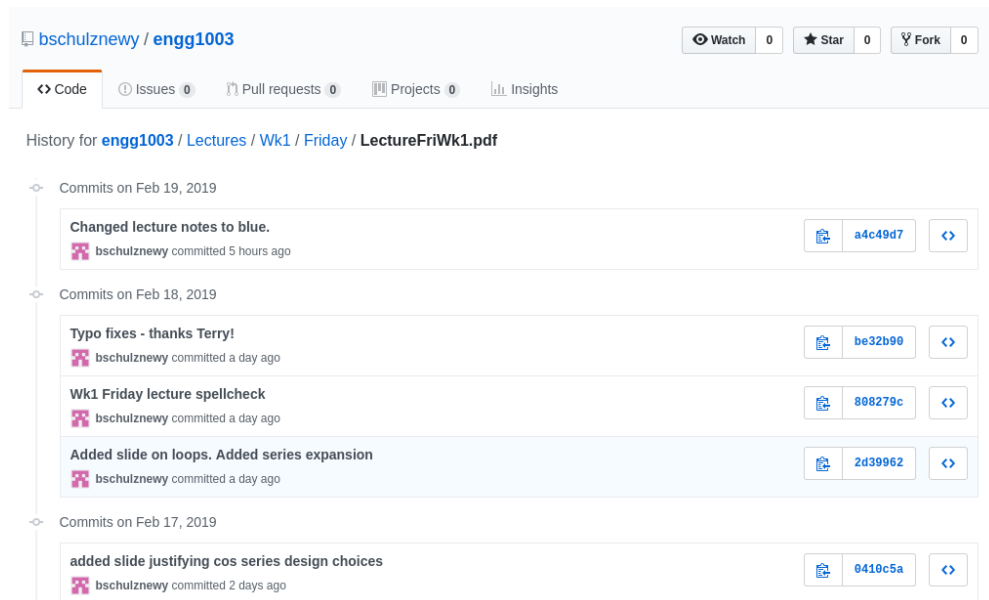 bschulznewy / engg1003
Watch 0 Star 0 Fork 0
Code Issues 0 Pull requests 0 Projects 0 Insights
History for engg1003 / Lectures / Wk1 / Friday / LectureFriWk1.pdf
Commits on Feb 19, 2019
Changed lecture notes to blue.
bschulznewy committed 5 hours ago
a4c49d7
Commits on Feb 18, 2019
Typo fixes - thanks Terry!
bschulznewy committed a day ago
be32b90
Wk1 Friday lecture spellcheck
bschulznewy committed a day ago
808279c
Added slide on loops. Added series expansion
bschulznewy committed a day ago
2d39962
Commits on Feb 17, 2019
added slide justifying cos series design choices
bschulznewy committed 2 days ago
0410c5a